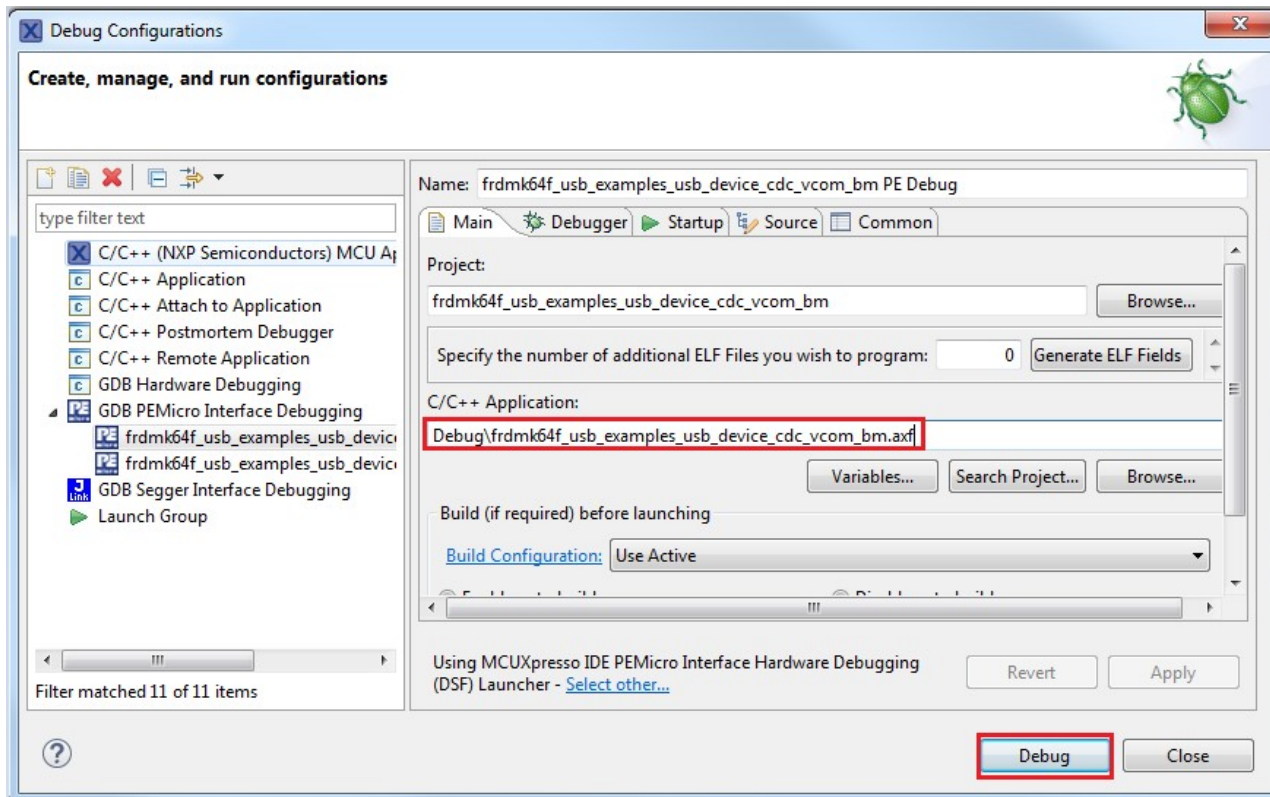 Debug Configurations
Create, manage, and run configurations
type filter text
C/C++ (NXP Semiconductors) MCU Ap
C/C++ Application
C/C++ Attach to Application
C/C++ Postmortem Debugger
C/C++ Remote Application
GDB Hardware Debugging
GDB PEMicro Interface Debugging
frdmk64f_usb_examples_usb_device
frdmk64f_usb_examples_usb_device
GDB Segger Interface Debugging
Launch Group
Filter matched 11 of 11 items
Name: frdmk64f_usb_examples_usb_device_cdc_vcom_bm PE Debug
Main Debugger Startup Source Common
Project:
frdmk64f_usb_examples_usb_device_cdc_vcom_bm Browse...
Specify the number of additional ELF Files you wish to program: 0 Generate ELF Fields
C/C++ Application:
Debug\frdmk64f_usb_examples_usb_device_cdc_vcom_bm.axf
Variables... Search Project... Browse...
Build (if required) before launching
Build Configuration: Use Active
Using MCUXpresso IDE PEMicro Interface Hardware Debugging
(DSF) Launcher - Select other...
Revert Apply
Debug Close